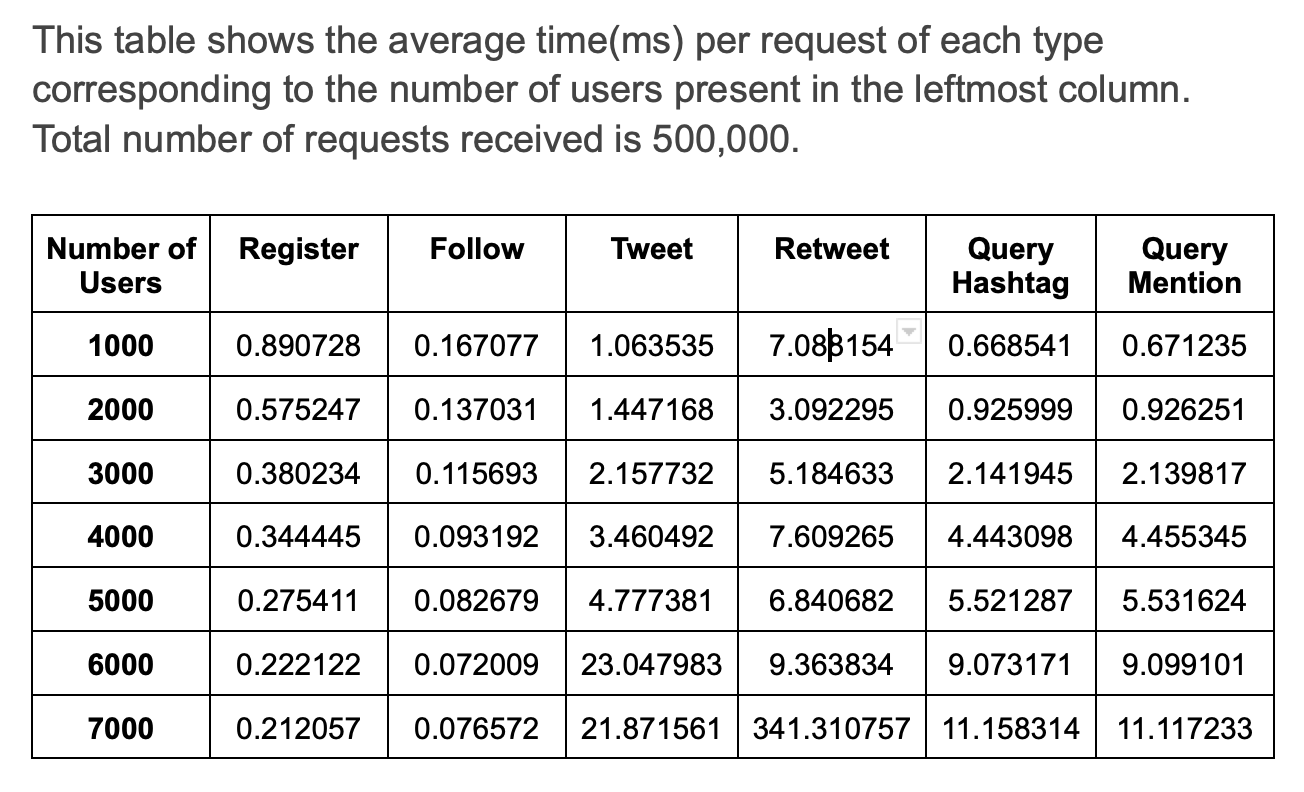 This table shows the average time(ms) per request of each type
corresponding to the number of users present in the leftmost column.
Total number of requests received is 500,000.
Number of Users Register Follow Tweet Retweet Query Hashtag Query Mention
1000 0.890728 0.167077 1.063535 7.088154 0.668541 0.671235
2000 0.575247 0.137031 1.447168 3.092295 0.925999 0.926251
3000 0.380234 0.115693 2.157732 5.184633 2.141945 2.139817
4000 0.344445 0.093192 3.460492 7.609265 4.443098 4.455345
5000 0.275411 0.082679 4.777381 6.840682 5.521287 5.531624
6000 0.222122 0.072009 23.047983 9.363834 9.073171 9.099101
7000 0.212057 0.076572 21.871561 341.310757 11.158314 11.117233